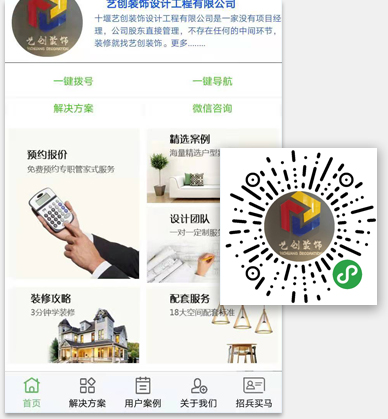 艺创装饰设计工程有限公司
十堰艺创装饰设计工程有限公司是一家没有项目经
理，公司股东直接管理，不存在任何的中间环节，
装修就找艺创装饰。更多........
艺创装饰
一键拨号
一键导航
解决方案
微信咨询
预约报价
免费预约专职管家式服务
精选案例
海量精选户型
设计团队
一对一定制服
装修攻略
3分钟学装修
配套服务
18大空间配套标准
艺创装饰
首页
解决方案
用户案例
关于我们
招兵买马